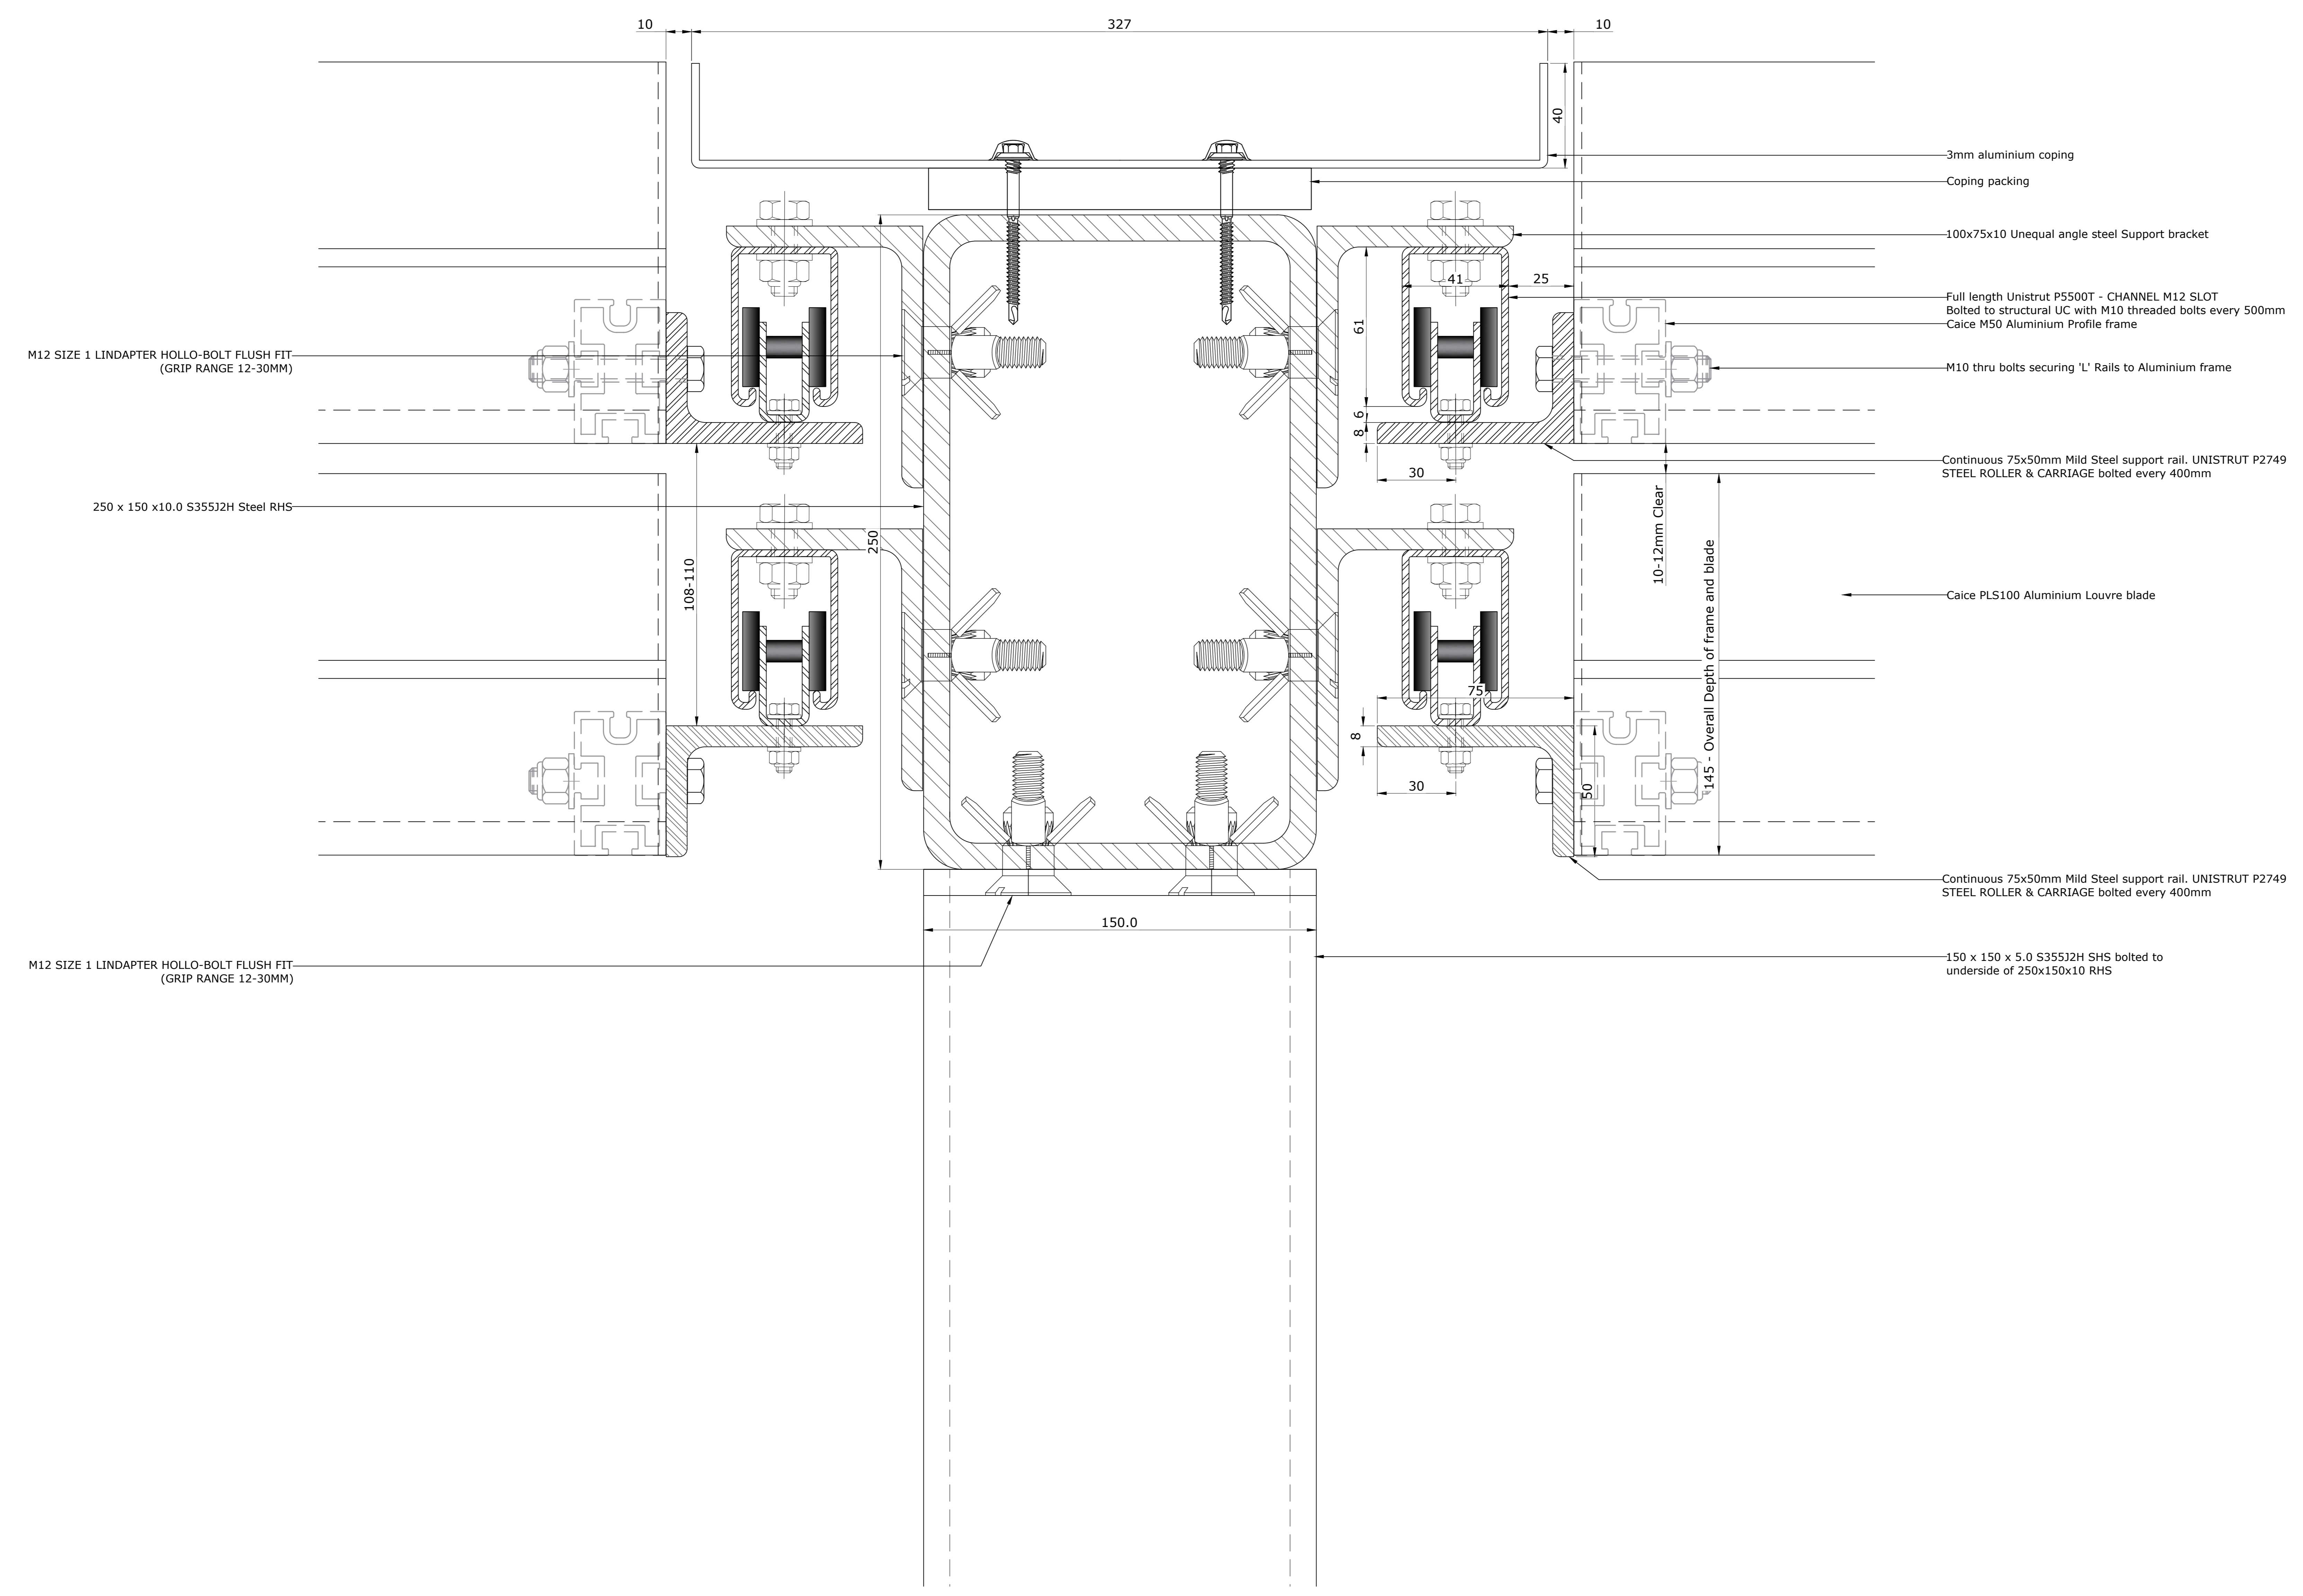 10
327
10
40
3mm aluminium coping
Coping packing
100x75x10 Unequal angle steel Support bracket
41
25
Full length Unistrut P5500T - CHANNEL M12 SLOT
Bolted to structural UC with M10 threaded bolts every 500mm
Caice M50 Aluminium Profile frame
61
M12 SIZE 1 LINDAPTER HOLLO-BOLT FLUSH FIT
(GRIP RANGE 12-30MM)
M10 thru bolts securing 'L' Rails to Aluminium frame
6
8
30
Continuous 75x50mm Mild Steel support rail. UNISTRUT P2749
STEEL ROLLER & CARRIAGE bolted every 400mm
250 x 150 x10.0 S355J2H Steel RHS
250
108-110
10-12mm Clear
145 - Overall Depth of frame and blade
Caice PLS100 Aluminium Louvre blade
75
8
30
50
Continuous 75x50mm Mild Steel support rail. UNISTRUT P2749
STEEL ROLLER & CARRIAGE bolted every 400mm
150.0
M12 SIZE 1 LINDAPTER HOLLO-BOLT FLUSH FIT
(GRIP RANGE 12-30MM)
150 x 150 x 5.0 S355J2H SHS bolted to
underside of 250x150x10 RHS